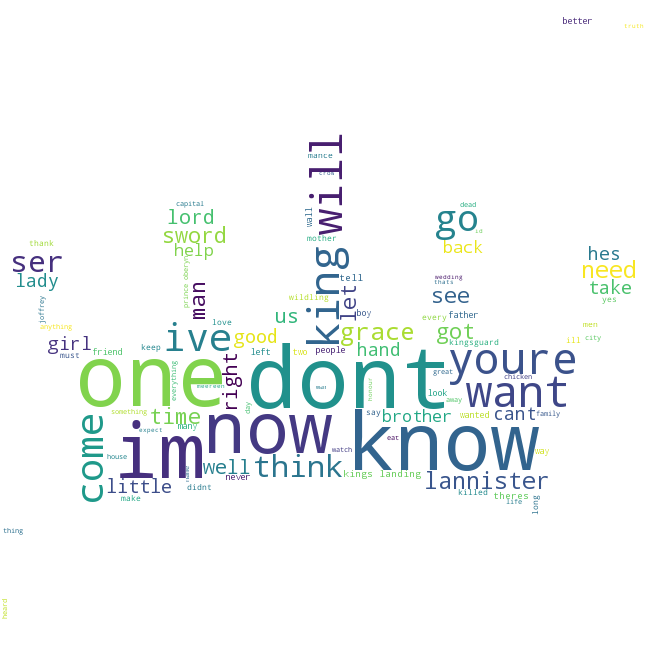 better
truth
mance
crow
will
capital
lord
sword
help
prince oberyn
man
wall
mother
dead
go
id
back
thank
ser
lady
joffrey
hes
need
take
yes
king
tell
let
boy
wedding
thats
see
wildling
us
love
ive
good
grace
every
father
got
kingsguard
men
city
ill
anything
girl
must
friend
keep
left
two
people
hand
youre
one
dont
right
everything
meereen
great
chicken
want
honour
look
away
family
something
time
many
day
now
say
brother
wanted
cant
come
im
know
expect
house
well
think
watch
eat
way
little
never
kings landing
lannister
make
didnt
killed
theres
life
long
thing
heard